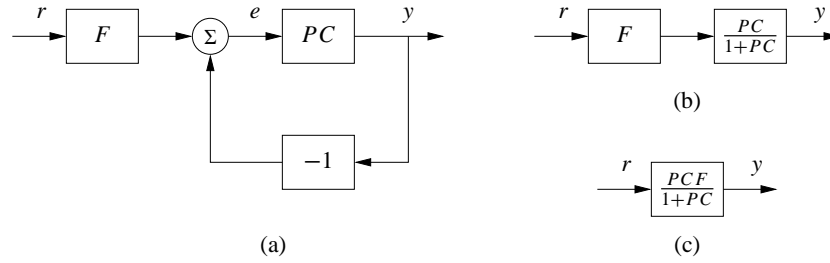 r F Σ e PC y
−1
(a)
r F PC/1+PC y
(b)
r PCF/1+PC y
(c)